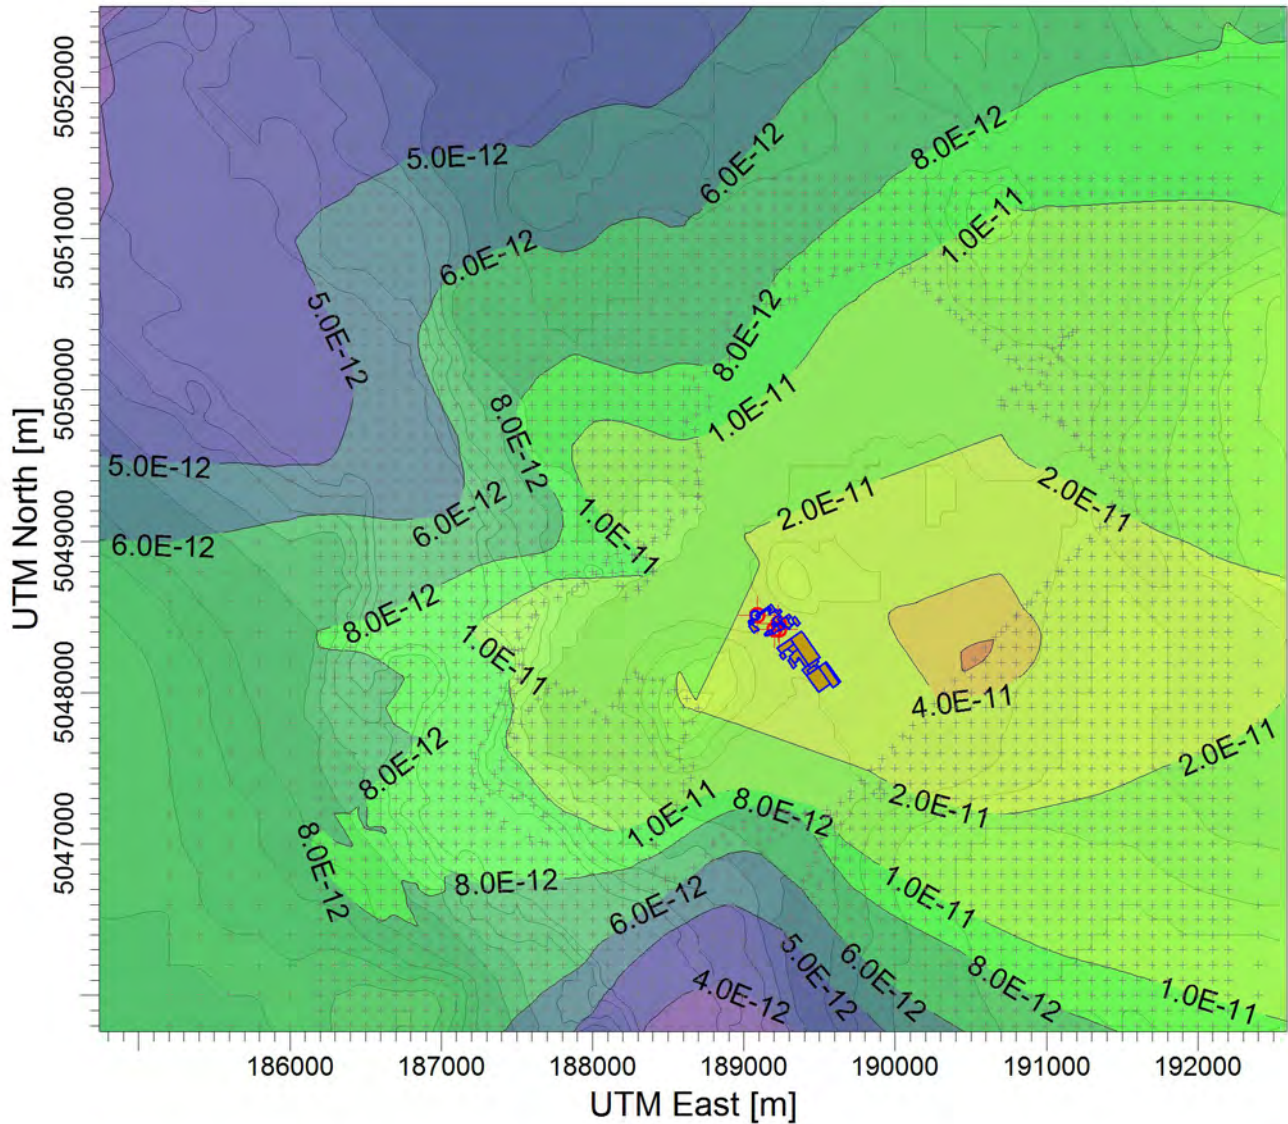 UTM North [m]
5052000
5051000
5050000
5049000
5048000
5047000
5.0E-12
6.0E-12
8.0E-12
6.0E-12
1.0E-11
5.0E-12
8.0E-12
1.0E-11
8.0E-12
5.0E-12
6.0E-12
2.0E-11
2.0E-11
1.0E-11
6.0E-12
8.0E-12
1.0E-11
4.0E-11
8.0E-12
2.0E-11
1.0E-11
8.0E-12
2.0E-11
8.0E-12
8.0E-12
6.0E-12
1.0E-11
5.0E-12
6.0E-12
8.0E-12
4.0E-12
1.0E-11
186000
187000
188000
189000
190000
191000
192000
UTM East [m]